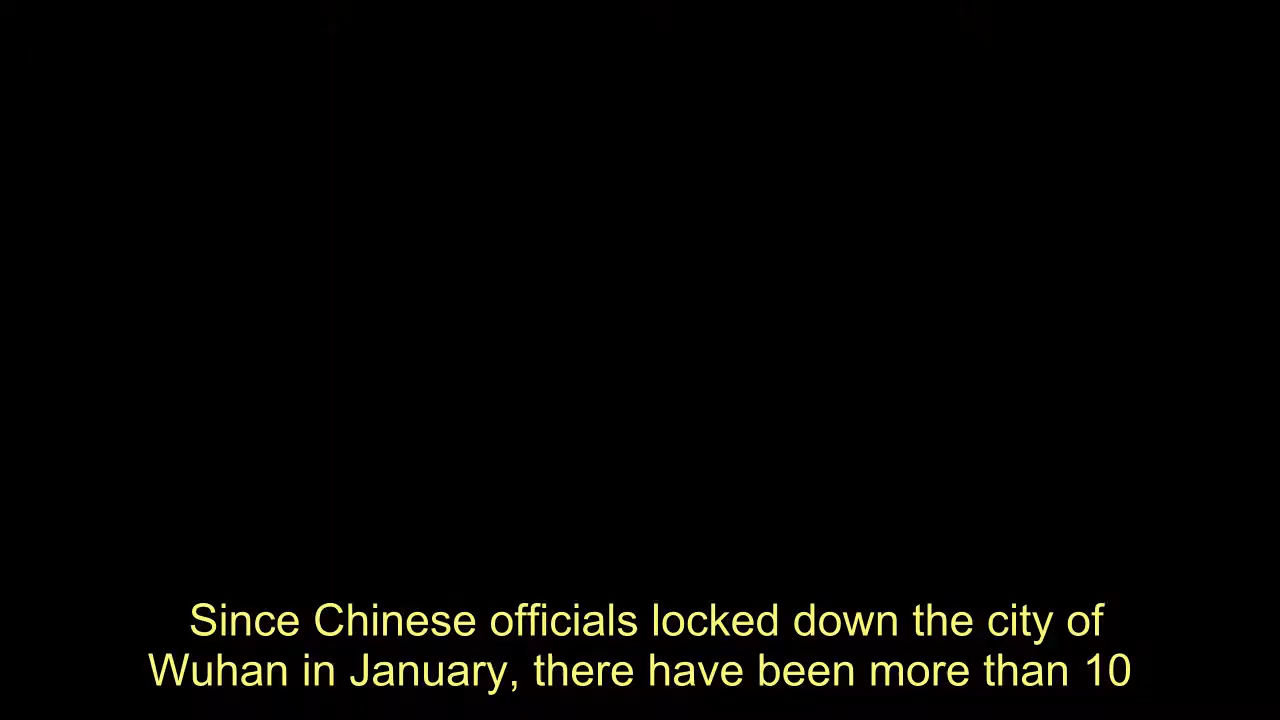 Since Chinese officials locked down the city of
Wuhan in January, there have been more than 10